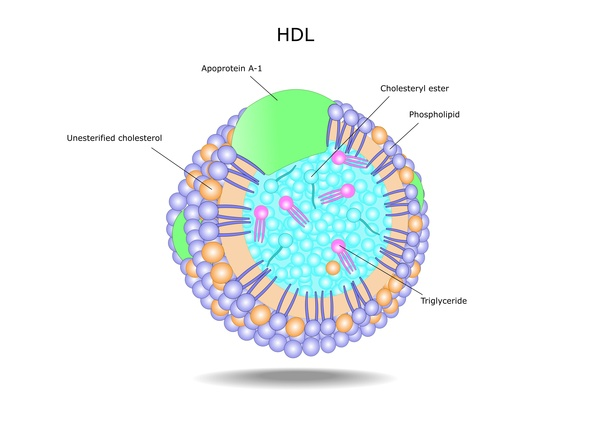 HDL
Apoprotein A-1
Cholesteryl ester
Phospholipid
Unesterified cholesterol
Triglyceride